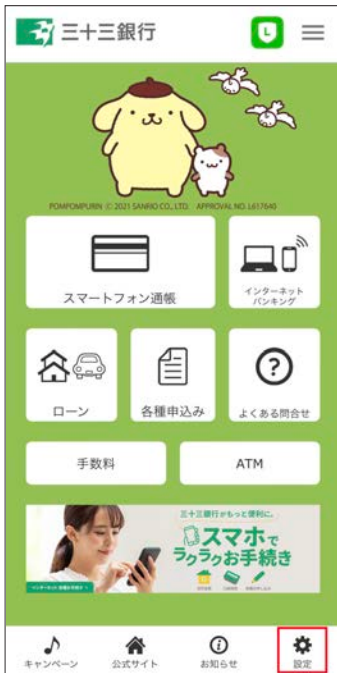 三十三銀行
POMPOMPURIN © 2021 SANRIO CO., LTD. APPROVAL NO. L617640
スマートフォン通帳
インターネット
バンキング
ローン
各種申込み
よくある問合せ
手数料
ATM
三十三銀行がもっと便利に。
スマホで
ラクラクお手続き
キャンペーン
公式サイト
お知らせ
設定